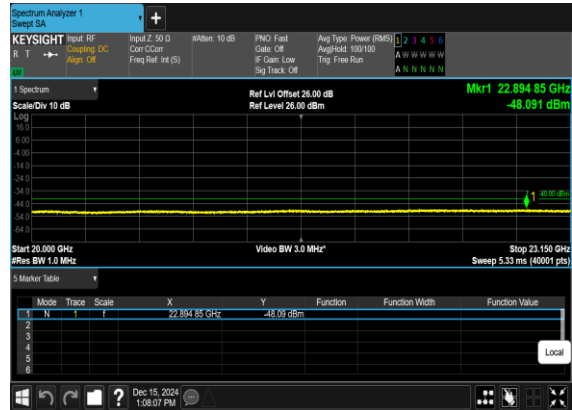 Spectrum Analyzer 1
Swept SA
+
KEYSIGHT Input: RF Input Z: 50 Ω #Atten: 10 dB PNO: Fast Avg Type: Power (RMS) 1 2 3 4 5 6
R T Coupling: DC Corr CCorr Gate: Off Avg|Hold: 100/100 A W W W W W
Align: Off Freq Ref: Int (S) IF Gain: Low Trig: Free Run
Sig Track: Off A N N N N N
1 Spectrum Ref Lvl Offset 26.00 dB Mkr1 22.894 85 GHz
Scale/Div 10 dB Ref Level 26.00 dBm -48.091 dBm
Log
16.0
6.00
-4.00
-14.0
-24.0
-34.0
1 -40.00 dBm
-44.0
-54.0
-64.0
Start 20.000 GHz Video BW 3.0 MHz* Stop 23.150 GHz
#Res BW 1.0 MHz Sweep 5.33 ms (40001 pts)
5 Marker Table
Mode Trace Scale X Y Function Function Width Function Value
1 N 1 f 22.894 85 GHz -48.09 dBm
2
3
4
5
6
Local
? Dec 15, 2024
1:08:07 PM